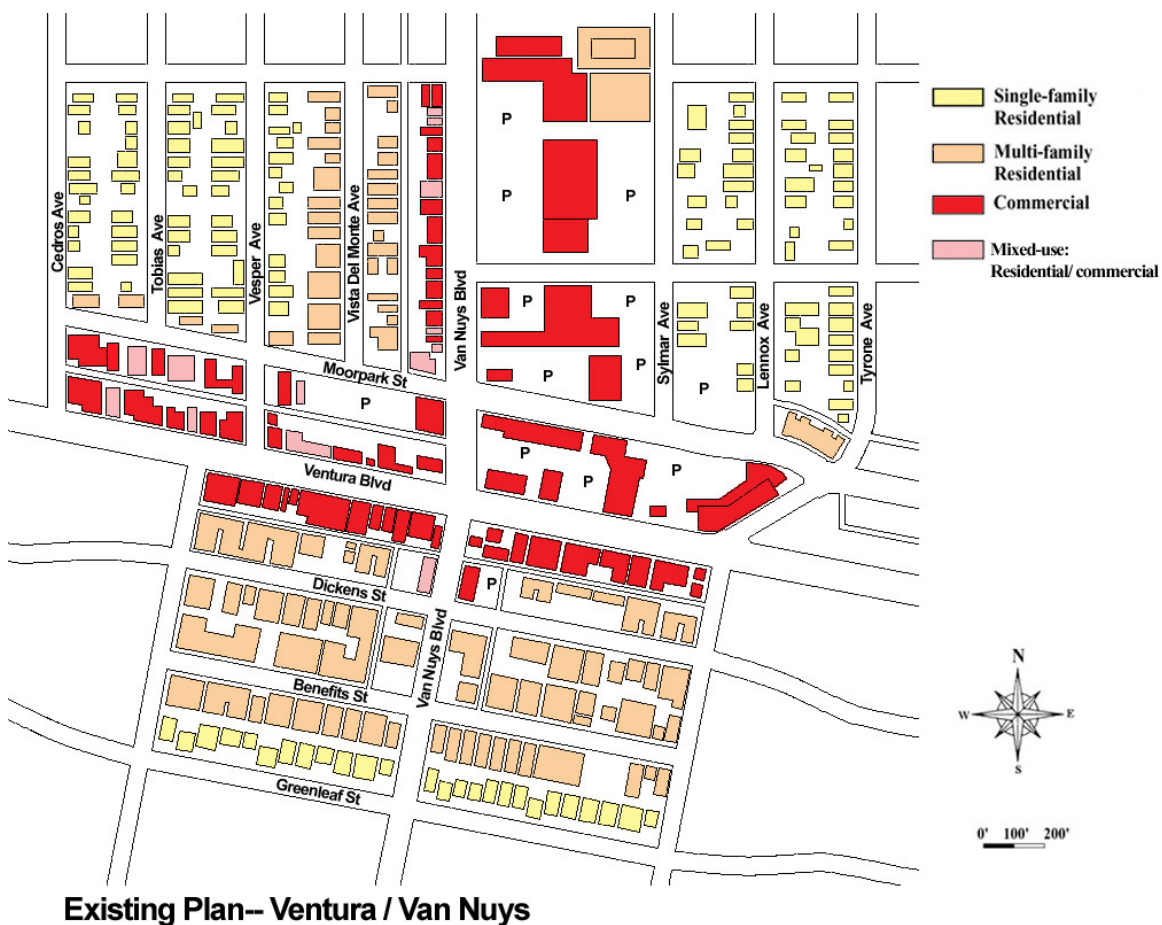 P
P
P
Single-family
Residential
Multi-family
Residential
Commercial
Mixed-use:
Residential/ commercial
Cedros Ave
Tobias Ave
Vesper Ave
Vista Del Monte Ave
Van Nuys Blvd
P
P
P
P
Sylmar Ave
P
Lennox Ave
Tyrone Ave
Moorpark St
P
P
P
P
Ventura Blvd
Dickens St
P
Van Nuys Blvd
Benefits St
Greenleaf St
N
W
E
S
0' 100' 200'
Existing Plan-- Ventura / Van Nuys